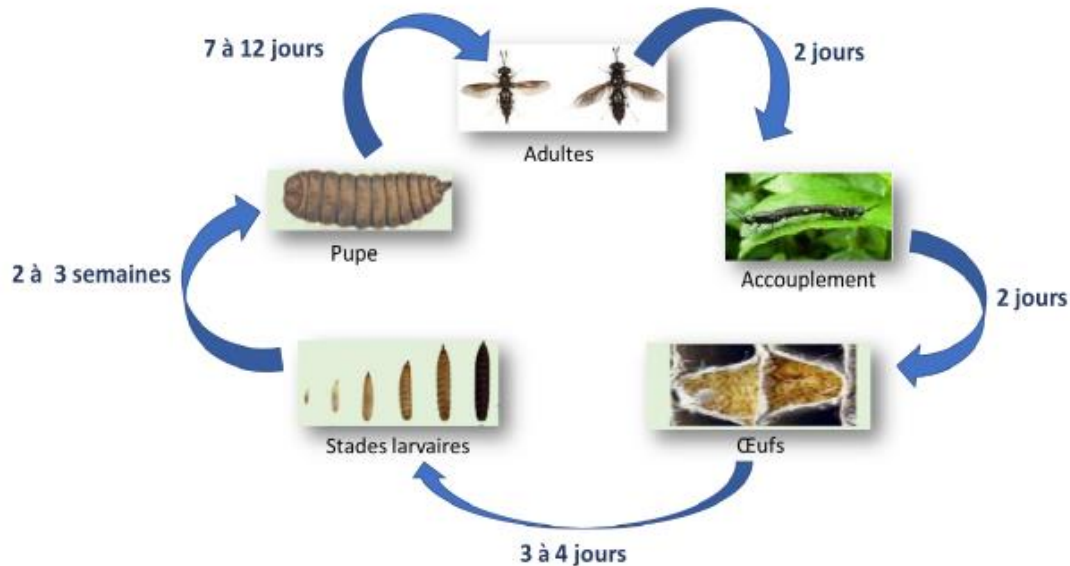 7 à 12 jours
2 jours
Adultes
Pupe
Accouplement
2 à 3 semaines
2 jours
Stades larvaires
Œufs
3 à 4 jours